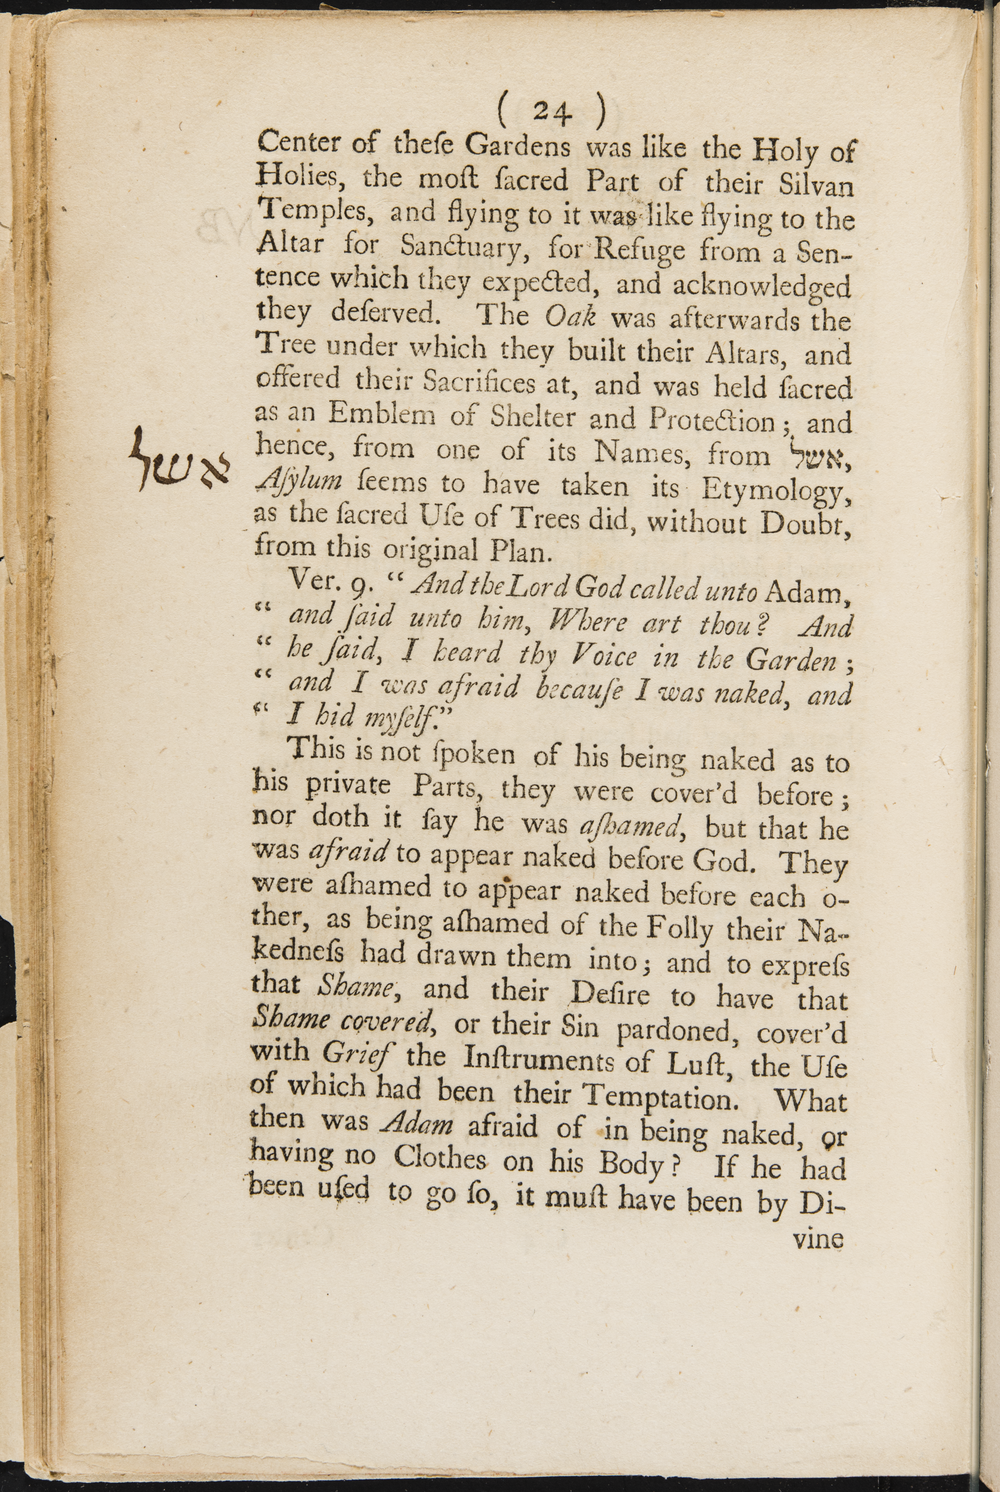 ( 24 )
Center of theſe Gardens was like the Holy of
Holies, the moſt ſacred Part of their Silvan
Temples, and flying to it was like flying to the
Altar for Sanctuary, for Refuge from a Sen-
tence which they expected, and acknowledged
they deſerved. The Oak was afterwards the
Tree under which they built their Altars, and
offered their Sacrifices at, and was held ſacred
as an Emblem of Shelter and Protection; and
hence, from one of its Names, from אשל,
אשל
Aſylum ſeems to have taken its Etymology,
as the ſacred Uſe of Trees did, without Doubt,
from this original Plan.
Ver. 9. “ And the Lord God called unto Adam,
“ and ſaid unto him, Where art thou? And
“ he ſaid, I heard thy Voice in the Garden;
“ and I was afraid becauſe I was naked, and
“ I hid myſelf.”
This is not ſpoken of his being naked as to
his private Parts, they were cover'd before;
nor doth it ſay he was aſhamed, but that he
was afraid to appear naked before God. They
were aſhamed to appear naked before each o-
ther, as being aſhamed of the Folly their Na-
kedneſs had drawn them into; and to expreſs
that Shame, and their Deſire to have that
Shame covered, or their Sin pardoned, cover'd
with Grief the Inſtruments of Luſt, the Uſe
of which had been their Temptation. What
then was Adam afraid of in being naked, or
having no Clothes on his Body? If he had
been uſed to go ſo, it muſt have been by Di-
vine